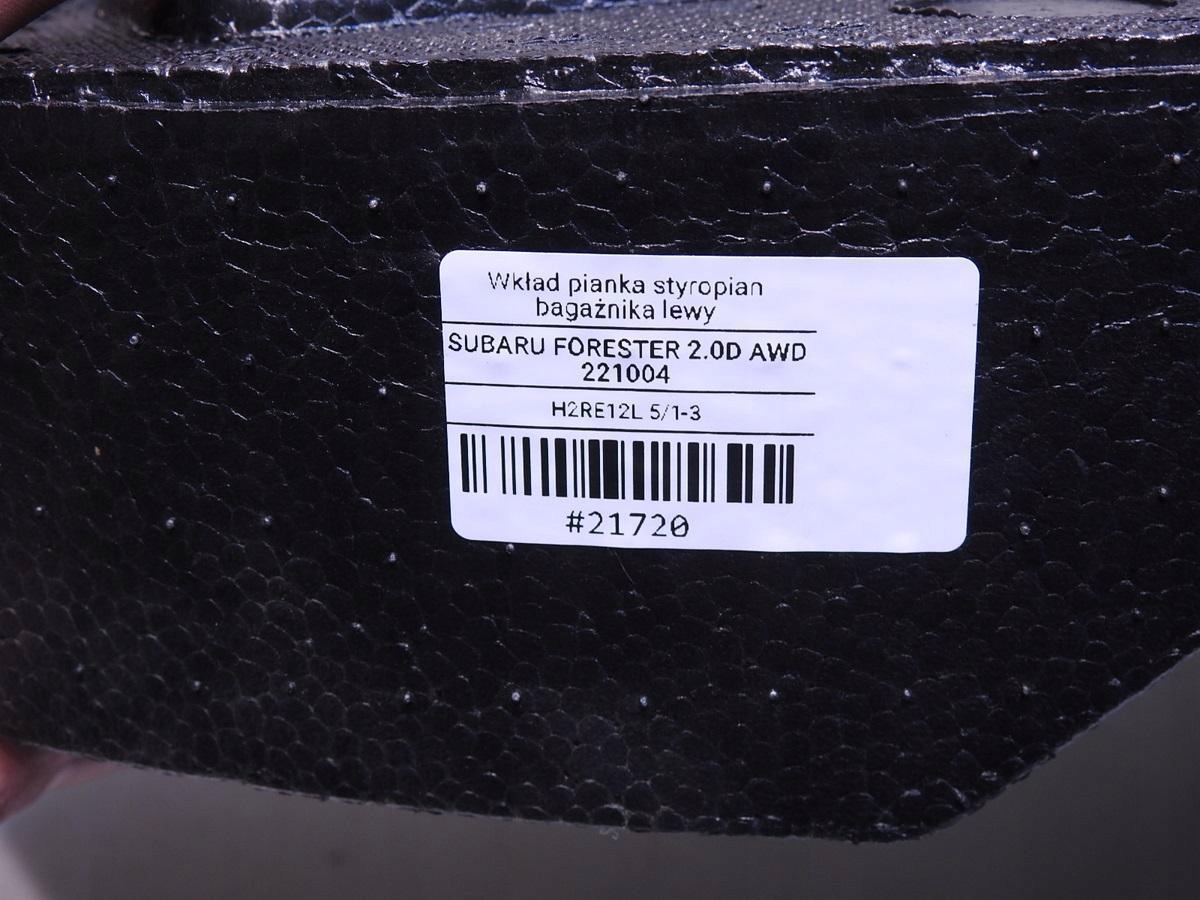 Wkład pianka styropian
bagażnika lewy
SUBARU FORESTER 2.0D AWD
221004
H2RE12L 5/1-3
#21720